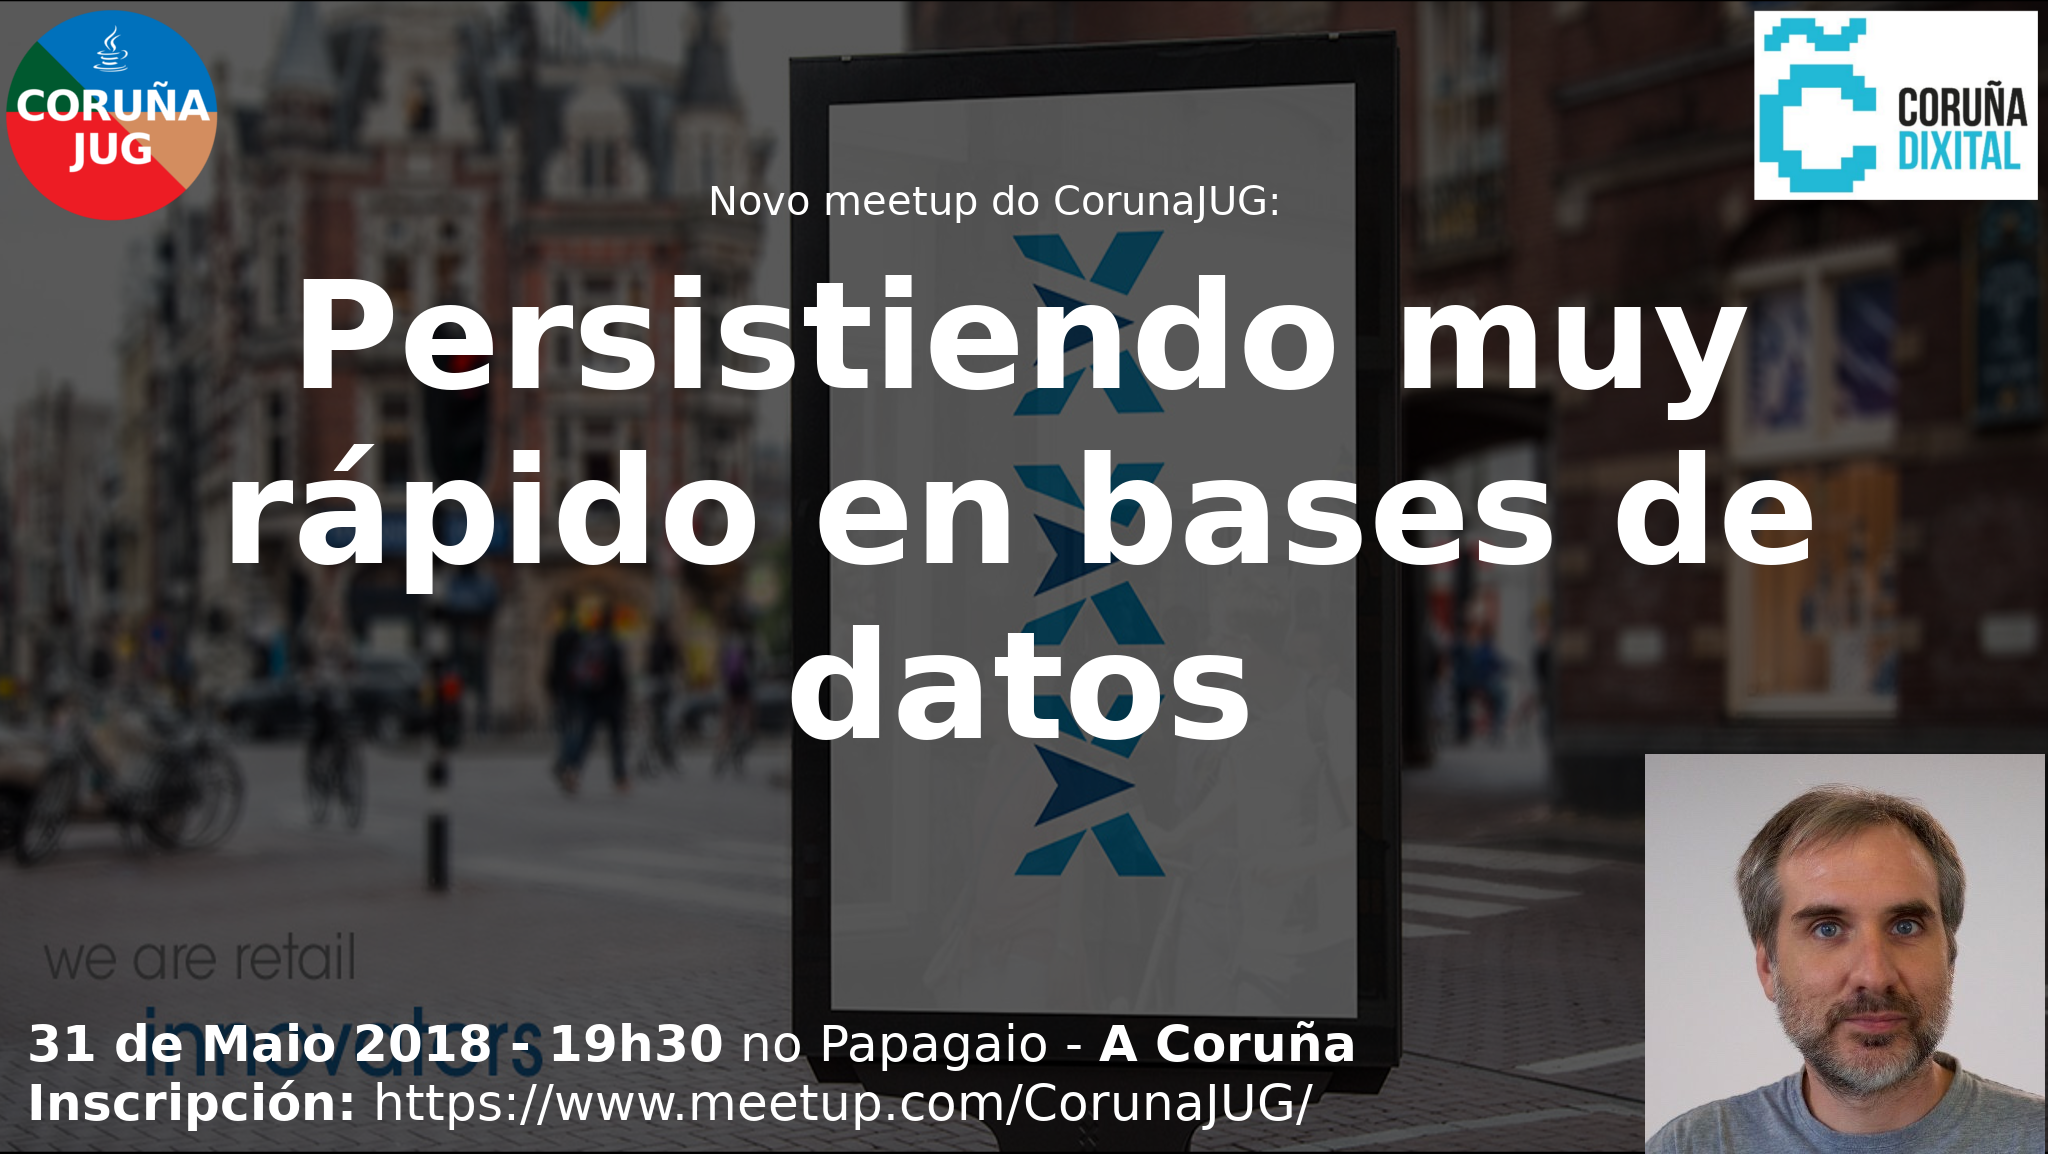 CORUÑA
JUG
CORUÑA
DIXITAL
Novo meetup do CorunaJUG:
Persistiendo muy
rápido en bases de
datos
we are retail
innovators
31 de Maio 2018 - 19h30 no Papagaio - A Coruña
Inscripción: https://www.meetup.com/CorunaJUG/